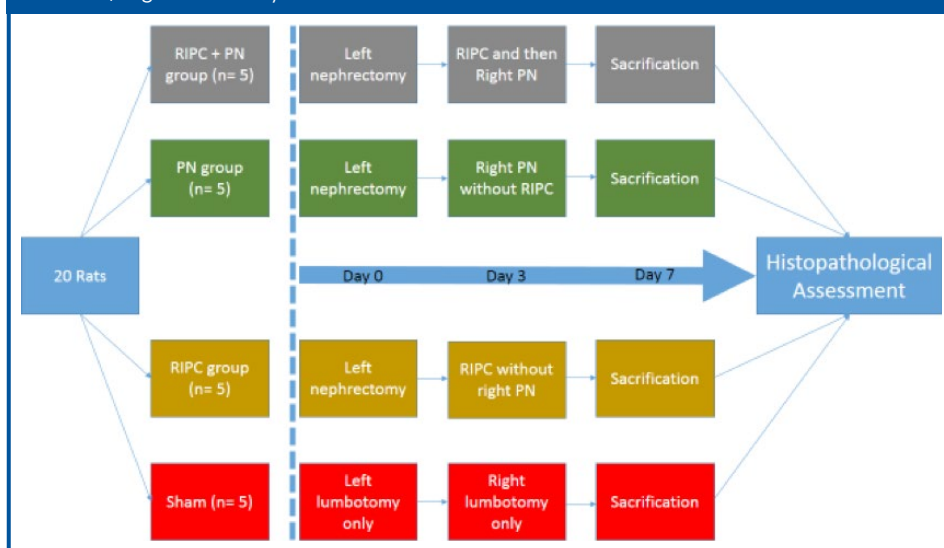 RIPC + PN
group (n= 5)
Left
nephrectomy
RIPC and then
Right PN
Sacrification
PN group
(n= 5)
Left
nephrectomy
Right PN
without RIPC
Sacrification
20 Rats
Day 0
Day 3
Day 7
Histopathological
Assessment
RIPC group
(n= 5)
Left
nephrectomy
RIPC without
right PN
Sacrification
Sham (n= 5)
Left
lumbotomy
only
Right
lumbotomy
only
Sacrification